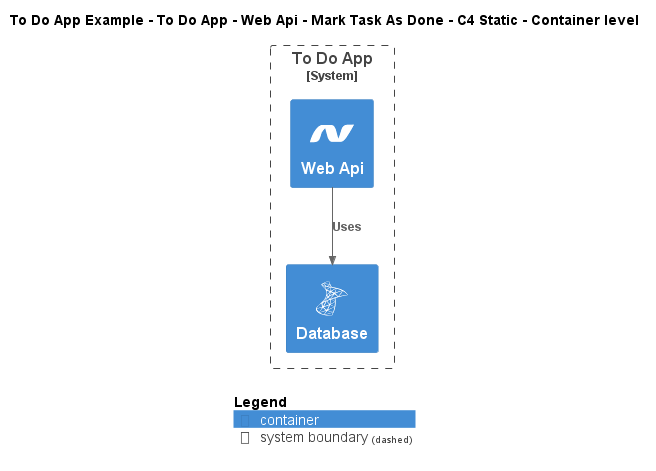 To Do App Example - To Do App - Web Api - Mark Task As Done - C4 Static - Container level
To Do App
[System]
Web Api
Uses
Database
Legend
container
system boundary (dashed)